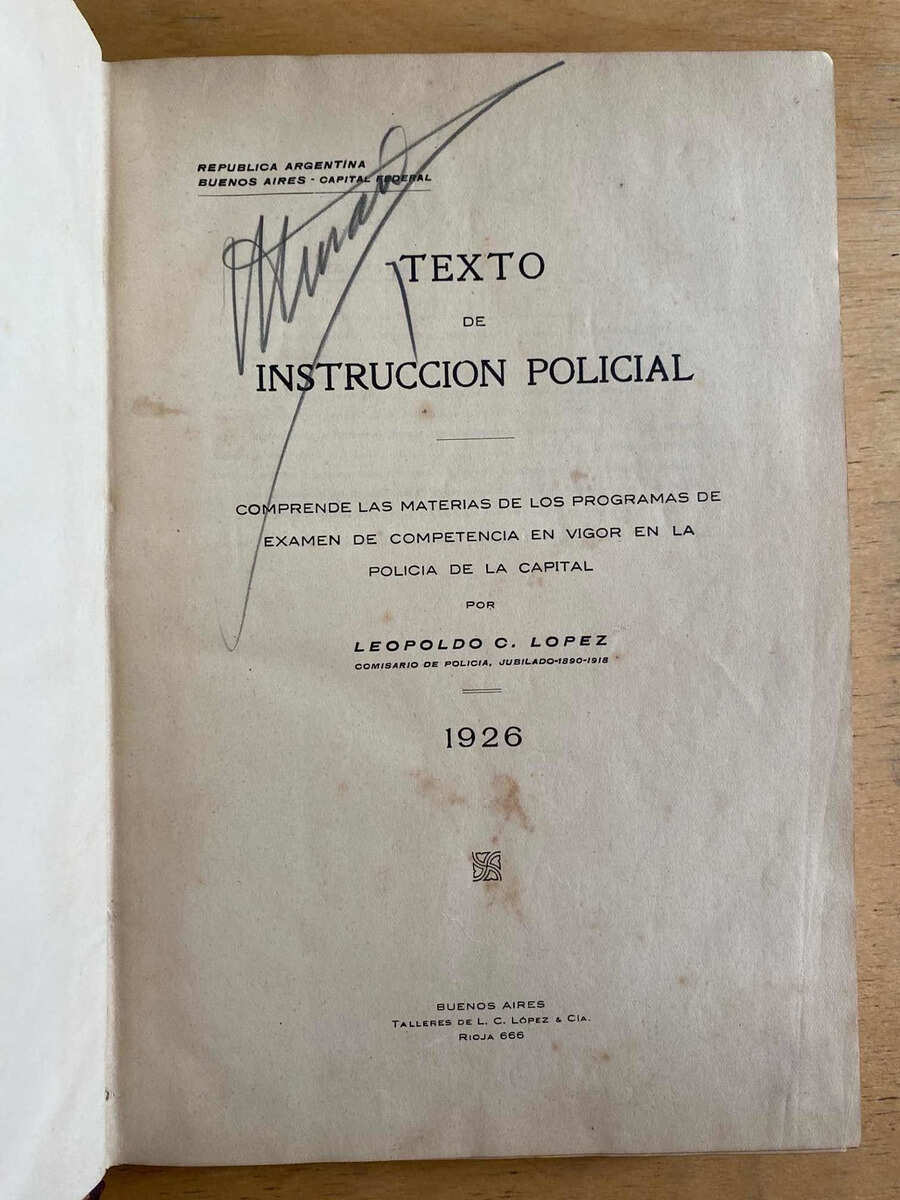 REPUBLICA ARGENTINA
BUENOS AIRES - CAPITAL FEDERAL
TEXTO
DE
INSTRUCCION POLICIAL
COMPRENDE LAS MATERIAS DE LOS PROGRAMAS DE
EXAMEN DE COMPETENCIA EN VIGOR EN LA
POLICIA DE LA CAPITAL
POR
LEOPOLDO C. LOPEZ
COMISARIO DE POLICIA, JUBILADO-1890-1918
1926
BUENOS AIRES
TALLERES DE L. C. LÓPEZ & CIA.
RIOJA 666